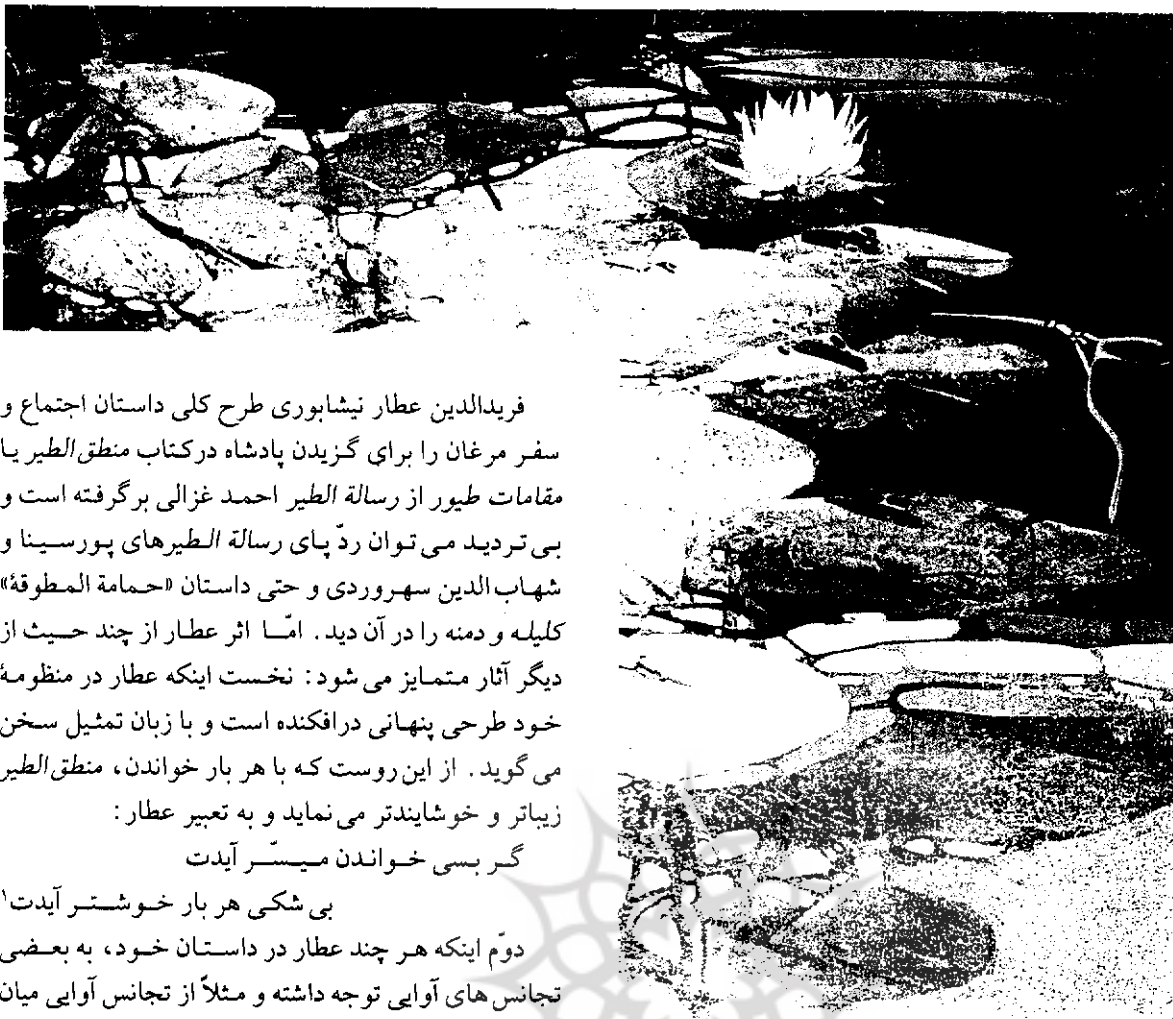 فریدالدین عطار نیشابوری طرح کلی داستان اجتماع و
سفر مرغان را برای گزیدن پادشاه درکتاب منطق‌الطیر یا
مقامات طیور از رسالة الطیر احمد غزالی برگرفته است و
بی تردید می توان ردّ پای رسالة الطیرهای پورسینا و
شهاب الدین سهروردی و حتی داستان «حمامة المطوقة»
کلیله و دمنه را در آن دید. امّا اثر عطار از چند حیث از
دیگر آثار متمایز می شود: نخست اینکه عطار در منظومۀ
خود طرحی پنهانی درافکنده است و با زبان تمثیل سخن
می گوید. از این روست که با هر بار خواندن، منطق‌الطیر
زیباتر و خوشایندتر می نماید و به تعبیر عطار:
گر بسی خواندن میسّر آیدت
بی شکی هر بار خوشتر آیدت۱
دوّم اینکه هر چند عطار در داستان خود، به بعضی
تجانس های آوایی توجه داشته و مثلاً از تجانس آوایی میان